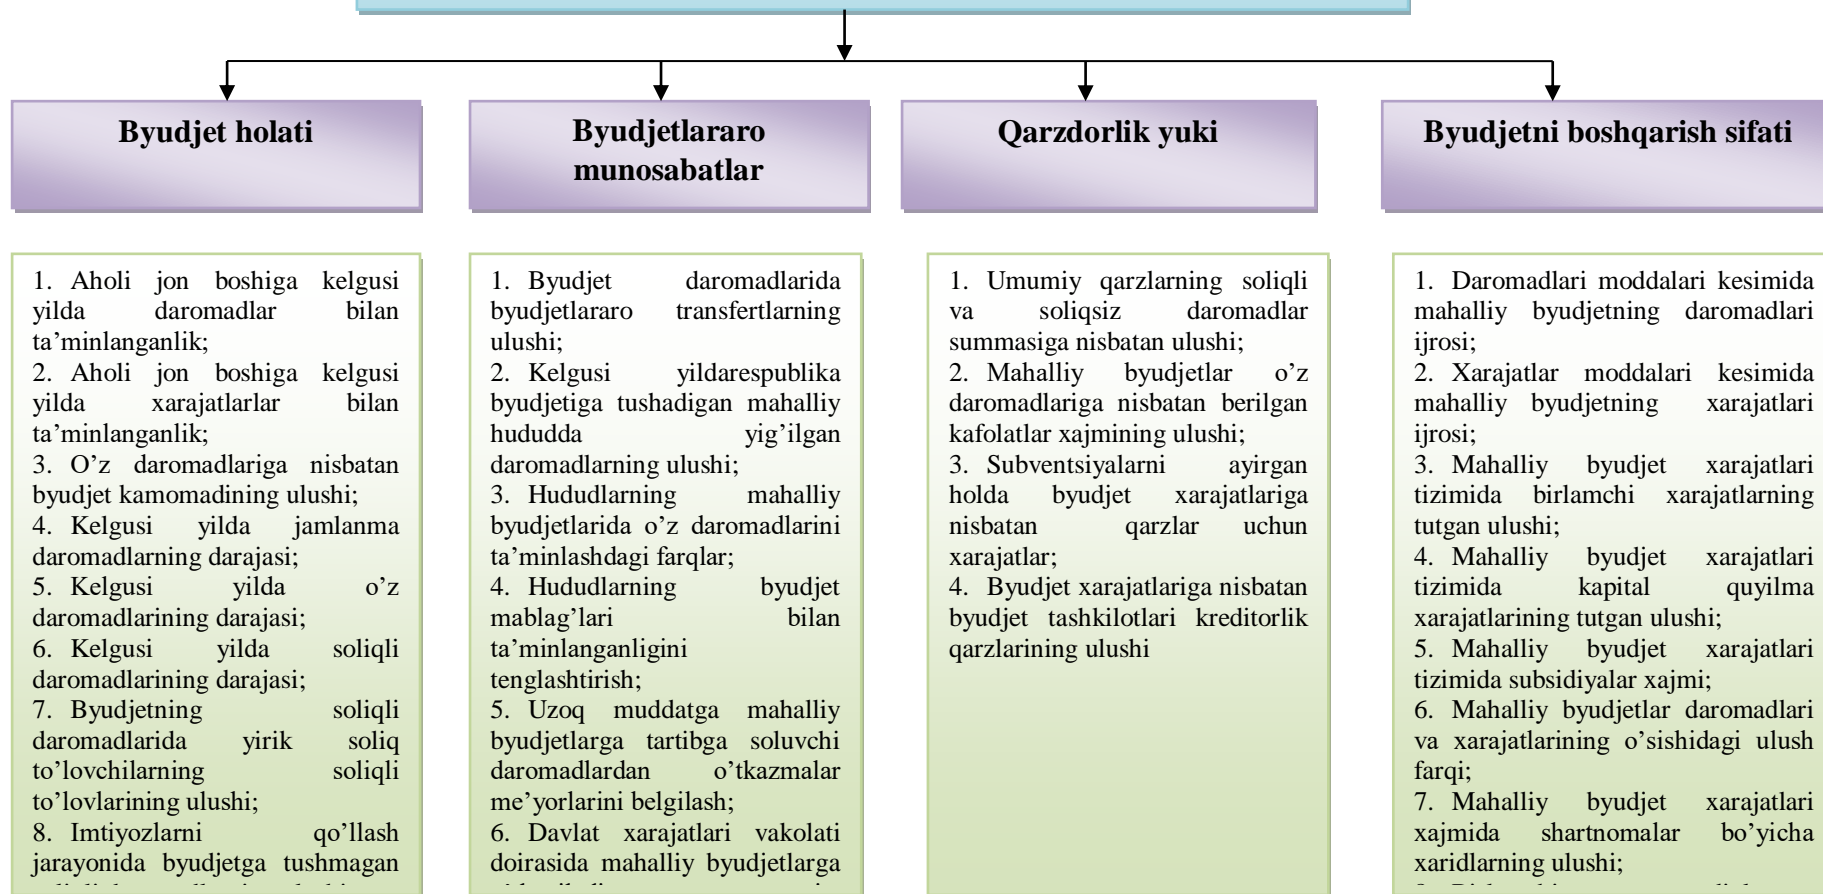 Byudjet holati
Byudjetlararo
munosabatlar
Qarzdorlik yuki
Byudjetni boshqarish sifati
1. Aholi jon boshiga kelgusi
yilda daromadlar bilan
ta’minlanganlik;
2. Aholi jon boshiga kelgusi
yilda xarajatlarlar bilan
ta’minlanganlik;
3. O’z daromadlariga nisbatan
byudjet kamomadining ulushi;
4. Kelgusi yilda jamlanma
daromadlarning darajasi;
5. Kelgusi yilda o’z
daromadlarining darajasi;
6. Kelgusi yilda soliqli
daromadlarining darajasi;
7. Byudjetning soliqli
daromadlarida yirik soliq
to’lovchilarning soliqli
to’lovlarining ulushi;
8. Imtiyozlarni qo’llash
jarayonida byudjetga tushmagan
1. Byudjet daromadlarida
byudjetlararo transfertlarning
ulushi;
2. Kelgusi yildarespublika
byudjetiga tushadigan mahalliy
hududda yig’ilgan
daromadlarning ulushi;
3. Hududlarning mahalliy
byudjetlarida o’z daromadlarini
ta’minlashdagi farqlar;
4. Hududlarning byudjet
mablag’lari bilan
ta’minlanganligini
tenglashtirish;
5. Uzoq muddatga mahalliy
byudjetlarga tartibga soluvchi
daromadlardan o’tkazmalar
me’yorlarini belgilash;
6. Davlat xarajatlari vakolati
doirasida mahalliy byudjetlarga
1. Umumiy qarzlarning soliqli
va soliqsiz daromadlar
summasiga nisbatan ulushi;
2. Mahalliy byudjetlar o’z
daromadlariga nisbatan berilgan
kafolatlar xajmining ulushi;
3. Subventsiyalarni ayirgan
holda byudjet xarajatlariga
nisbatan qarzlar uchun
xarajatlar;
4. Byudjet xarajatlariga nisbatan
byudjet tashkilotlari kreditorlik
qarzlarining ulushi
1. Daromadlari moddalari kesimida
mahalliy byudjetning daromadlari
ijrosi;
2. Xarajatlar moddalari kesimida
mahalliy byudjetning xarajatlari
ijrosi;
3. Mahalliy byudjet xarajatlari
tizimida birlamchi xarajatlarning
tutgan ulushi;
4. Mahalliy byudjet xarajatlari
tizimida kapital quyilma
xarajatlarining tutgan ulushi;
5. Mahalliy byudjet xarajatlari
tizimida subsidiyalar xajmi;
6. Mahalliy byudjetlar daromadlari
va xarajatlarining o’sishidagi ulush
farqi;
7. Mahalliy byudjet xarajatlari
xajmida shartnomalar bo’yicha
xaridlarning ulushi;